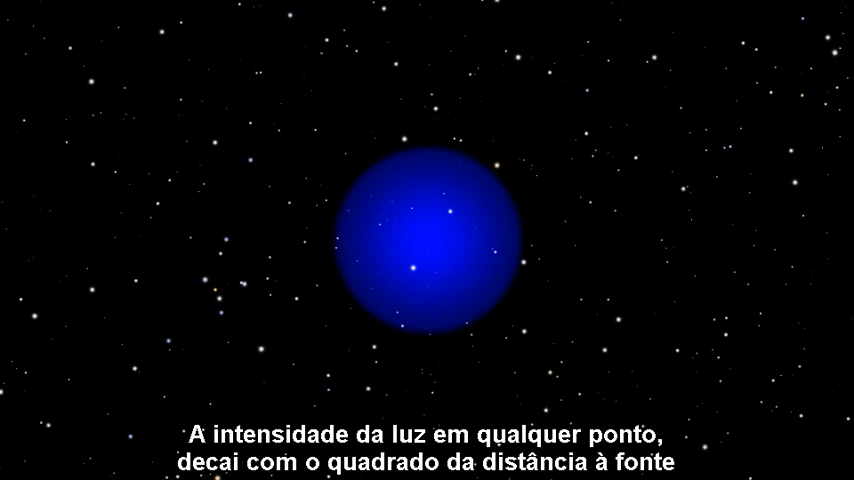 A intensidade da luz em qualquer ponto,
decai com o quadrado da distância à fonte